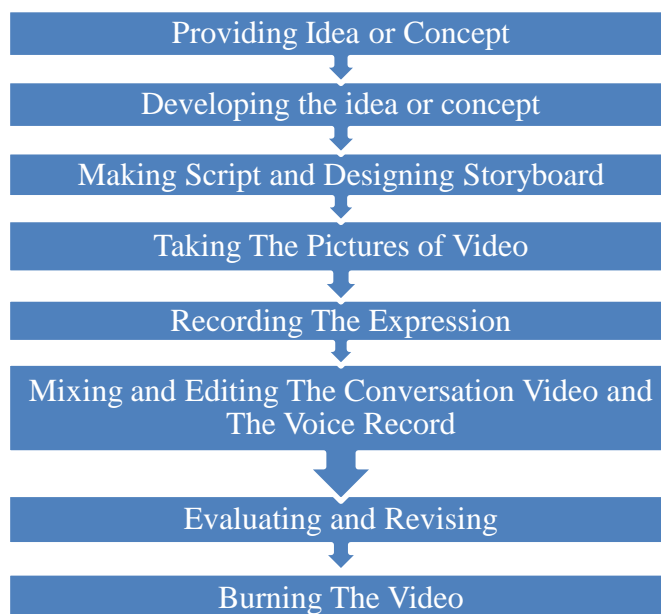 Providing Idea or Concept
Developing the idea or concept
Making Script and Designing Storyboard
Taking The Pictures of Video
Recording The Expression
Mixing and Editing The Conversation Video and
The Voice Record
Evaluating and Revising
Burning The Video